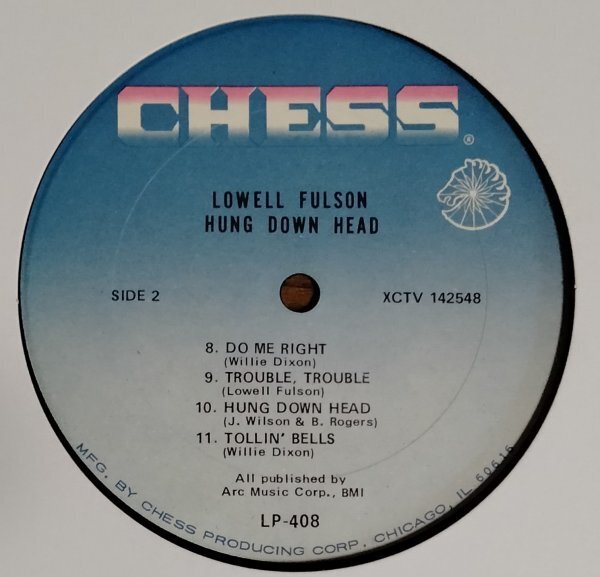 CHESS
®
LOWELL FULSON
HUNG DOWN HEAD
SIDE 2
XCTV 142548
8. DO ME RIGHT
(Willie Dixon)
9. TROUBLE, TROUBLE
(Lowell Fulson)
10. HUNG DOWN HEAD
(J. Wilson & B. Rogers)
11. TOLLIN' BELLS
(Willie Dixon)
All published by
Arc Music Corp., BMI
LP-408
MFG. BY CHESS PRODUCING CORP. CHICAGO, IL 60616